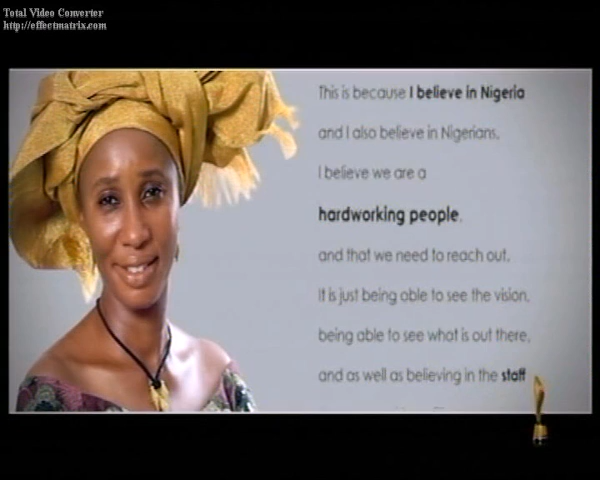 Total Video Converter
http://effectmatrix.com
This is because I believe in Nigeria
and I also believe in Nigerians,
I believe we are a
hardworking people,
and that we need to reach out,
It is just being able to see the vision,
being able to see what is out there,
and as well as believing in the staff